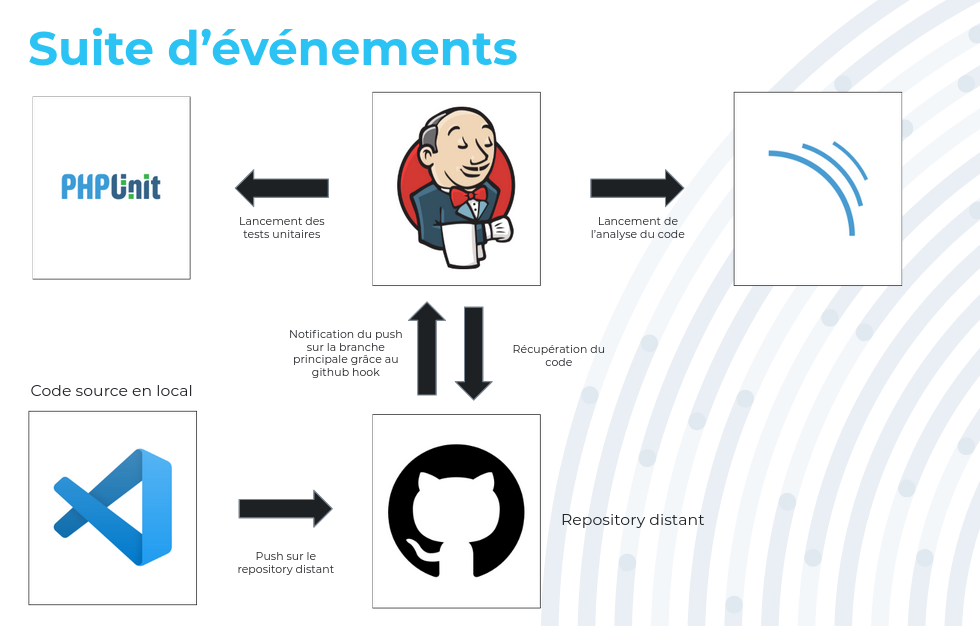 Suite d’événements
PHPUnit
Lancement des
tests unitaires
Lancement de
l’analyse du code
Notification du push
sur la branche
principale grâce au
github hook
Récupération du
code
Code source en local
Push sur le
repository distant
Repository distant